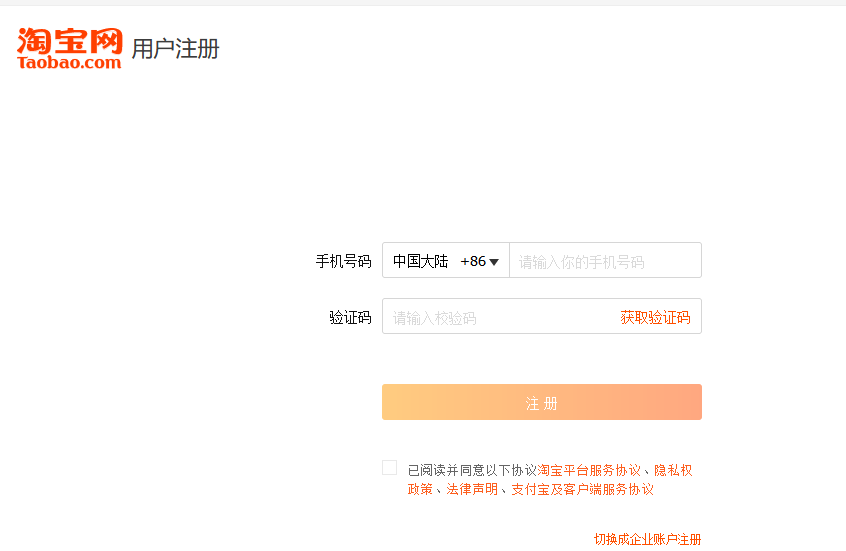 淘宝网
Taobao.com
用户注册
手机号码 中国大陆 +86 请输入你的手机号码
验证码 请输入校验码 获取验证码
注 册
已阅读并同意以下协议淘宝平台服务协议、隐私权
政策、法律声明、支付宝及客户端服务协议
切换成企业账户注册